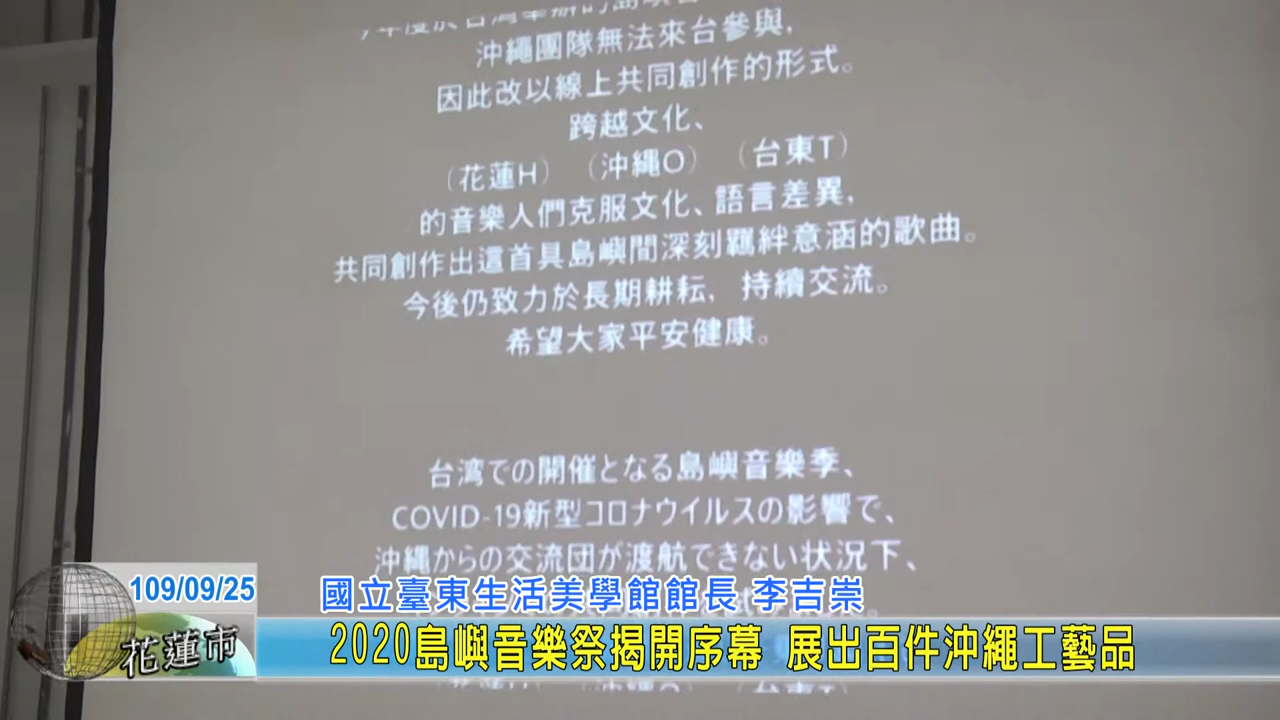 沖繩團隊無法來台參與,
因此改以線上共同創作的形式。
跨越文化、
(花蓮H) (沖繩O) (台東T)
的音樂人們克服文化、語言差異,
共同創作出這首具島嶼間深刻羈絆意涵的歌曲。
今後仍致力於長期耕耘, 持續交流。
希望大家平安健康。
台湾での開催となる島嶼音樂季、
COVID-19新型コロナウイルスの影響で、
沖縄からの交流団が渡航できない状況下、
109/09/25
國立臺東生活美學館館長 李吉崇
花蓮市
2020島嶼音樂祭揭開序幕 展出百件沖繩工藝品